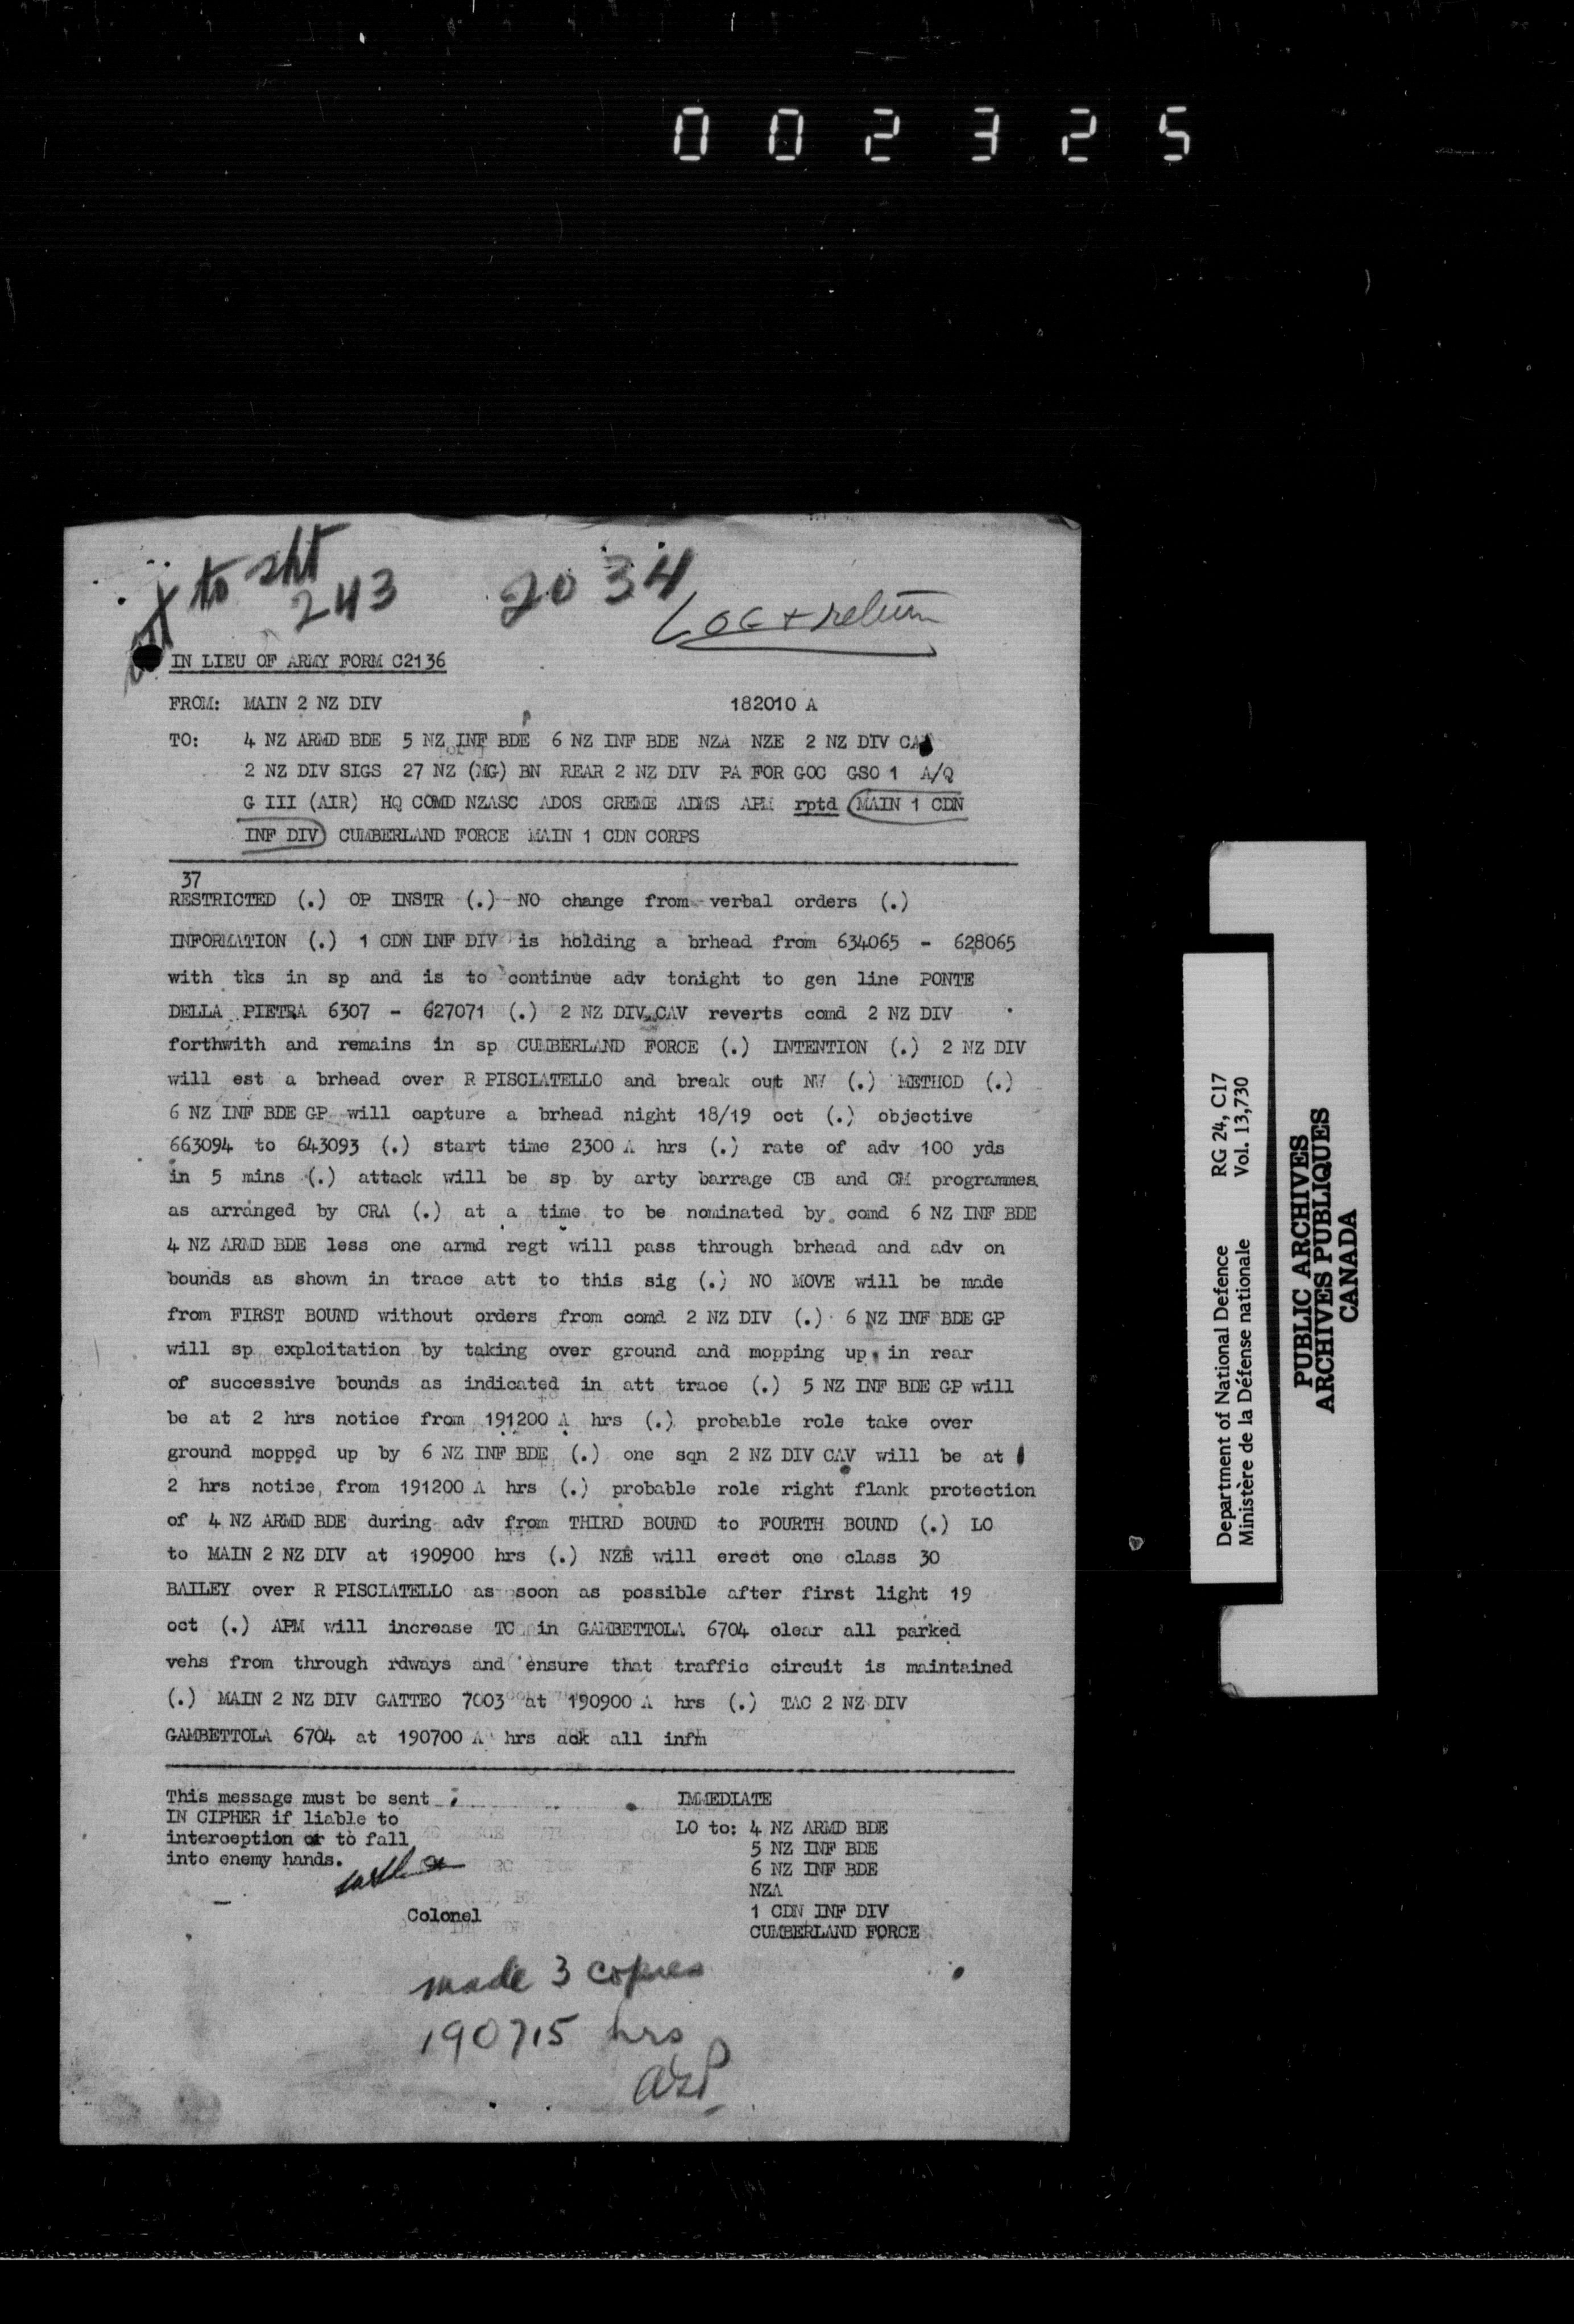 0 0 2 3 2 5
to sht
243
2034
LOG + return
IN LIEU OF ARMY FORM C2136
FROM: MAIN 2 NZ DIV 182010 A
TO: 4 NZ ARMD BDE 5 NZ INF BDE 6 NZ INF BDE NZA NZE 2 NZ DIV CAV
2 NZ DIV SIGS 27 NZ (MG) BN REAR 2 NZ DIV PA FOR GOC GSO 1 A/Q
G III (AIR) HQ COMD NZASC ADOS CREME ADMS APM rptd MAIN 1 CDN
INF DIV CUMBERLAND FORCE MAIN 1 CDN CORPS
37
RESTRICTED (.) OP INSTR (.) NO change from verbal orders (.)
INFORMATION (.) 1 CDN INF DIV is holding a brhead from 634065 - 628065
with tks in sp and is to continue adv tonight to gen line PONTE
DELLA PIETRA 6307 - 627071 (.) 2 NZ DIV CAV reverts comd 2 NZ DIV
forthwith and remains in sp CUMBERLAND FORCE (.) INTENTION (.) 2 NZ DIV
will est a brhead over R PISCIATELLO and break out NW (.) METHOD (.)
6 NZ INF BDE GP will capture a brhead night 18/19 oct (.) objective
663094 to 643093 (.) start time 2300 A hrs (.) rate of adv 100 yds
in 5 mins (.) attack will be sp by arty barrage CB and CM programmes
as arranged by CRA (.) at a time to be nominated by comd 6 NZ INF BDE
4 NZ ARMD BDE less one armd regt will pass through brhead and adv on
bounds as shown in trace att to this sig (.) NO MOVE will be made
from FIRST BOUND without orders from comd 2 NZ DIV (.) 6 NZ INF BDE GP
will sp exploitation by taking over ground and mopping up in rear
of successive bounds as indicated in att trace (.) 5 NZ INF BDE GP will
be at 2 hrs notice from 191200 A hrs (.) probable role take over
ground mopped up by 6 NZ INF BDE (.) one sqn 2 NZ DIV CAV will be at
2 hrs notice from 191200 A hrs (.) probable role right flank protection
of 4 NZ ARMD BDE during adv from THIRD BOUND to FOURTH BOUND (.) LO
to MAIN 2 NZ DIV at 190900 hrs (.) NZE will erect one class 30
BAILEY over R PISCIATELLO as soon as possible after first light 19
oct (.) APM will increase TC in GAMBETTOLA 6704 clear all parked
vehs from through rdways and ensure that traffic circuit is maintained
(.) MAIN 2 NZ DIV GATTEO 7003 at 190900 A hrs (.) TAC 2 NZ DIV
GAMBETTOLA 6704 at 190700 A hrs ack all infm
This message must be sent
IN CIPHER if liable to
interception or to fall
into enemy hands.
Colonel
IMMEDIATE
LO to: 4 NZ ARMD BDE
5 NZ INF BDE
6 NZ INF BDE
NZA
1 CDN INF DIV
CUMBERLAND FORCE
made 3 copies
190715 hrs
Department of National Defence RG 24, C17
Ministère de la Défense nationale Vol. 13,730
PUBLIC ARCHIVES
ARCHIVES PUBLIQUES
CANADA